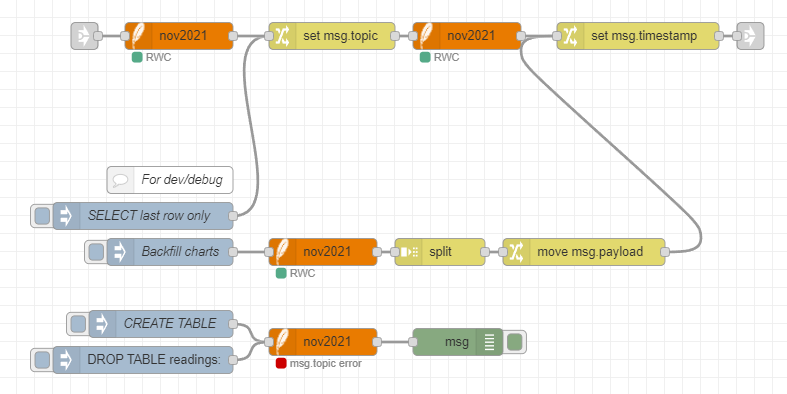 nov2021
set msg.topic
nov2021
set msg.timestamp
RWC
RWC
For dev/debug
SELECT last row only
Backfill charts
nov2021
split
move msg.payload
RWC
CREATE TABLE
nov2021
msg
DROP TABLE readings:
msg.topic error